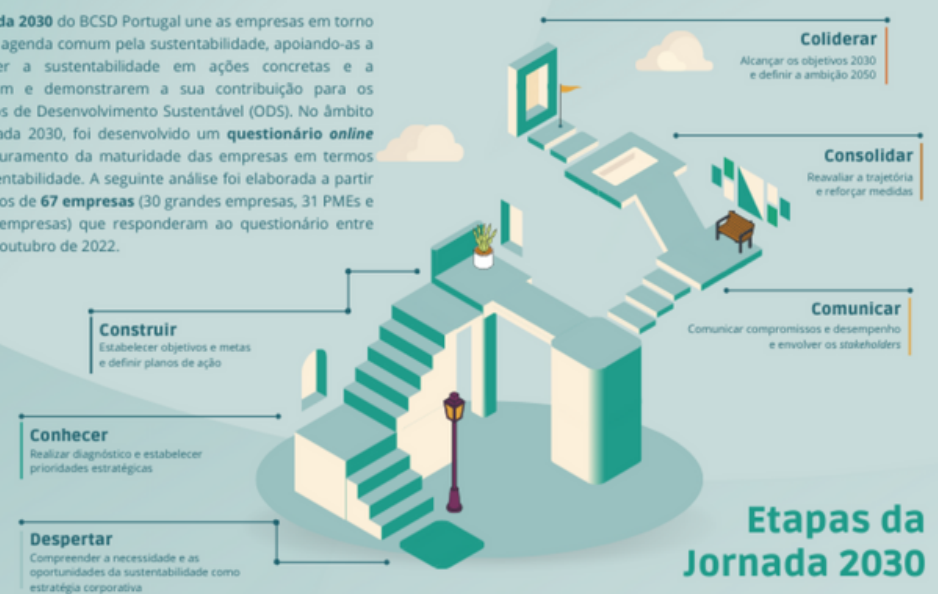 da 2030 do BCSD Portugal une as empresas em torno
agenda comum pela sustentabilidade, apoiando-as a
er a sustentabilidade em ações concretas e a
m e demonstrarem a sua contribuição para os
s de Desenvolvimento Sustentável (ODS). No âmbito
ada 2030, foi desenvolvido um questionário online
uramento da maturidade das empresas em termos
entabilidade. A seguinte análise foi elaborada a partir
os de 67 empresas (30 grandes empresas, 31 PMEs e
empresas) que responderam ao questionário entre
outubro de 2022.
Coliderar
Alcançar os objetivos 2030
e definir a ambição 2050
Consolidar
Reavaliar a trajetória
e reforçar medidas
Comunicar
Comunicar compromissos e desempenho
e envolver os stakeholders
Construir
Estabelecer objetivos e metas
e definir planos de ação
Conhecer
Realizar diagnóstico e estabelecer
prioridades estratégicas
Despertar
Compreender a necessidade e as
oportunidades da sustentabilidade como
estratégia corporativa
Etapas da
Jornada 2030